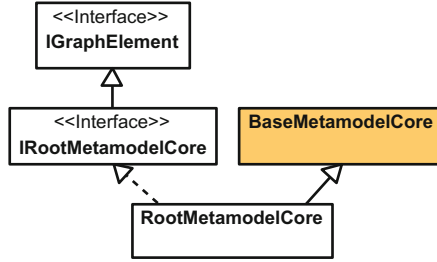 <<Interface>>
IGraphElement
<<Interface>>
IRootMetamodelCore
BaseMetamodelCore
RootMetamodelCore